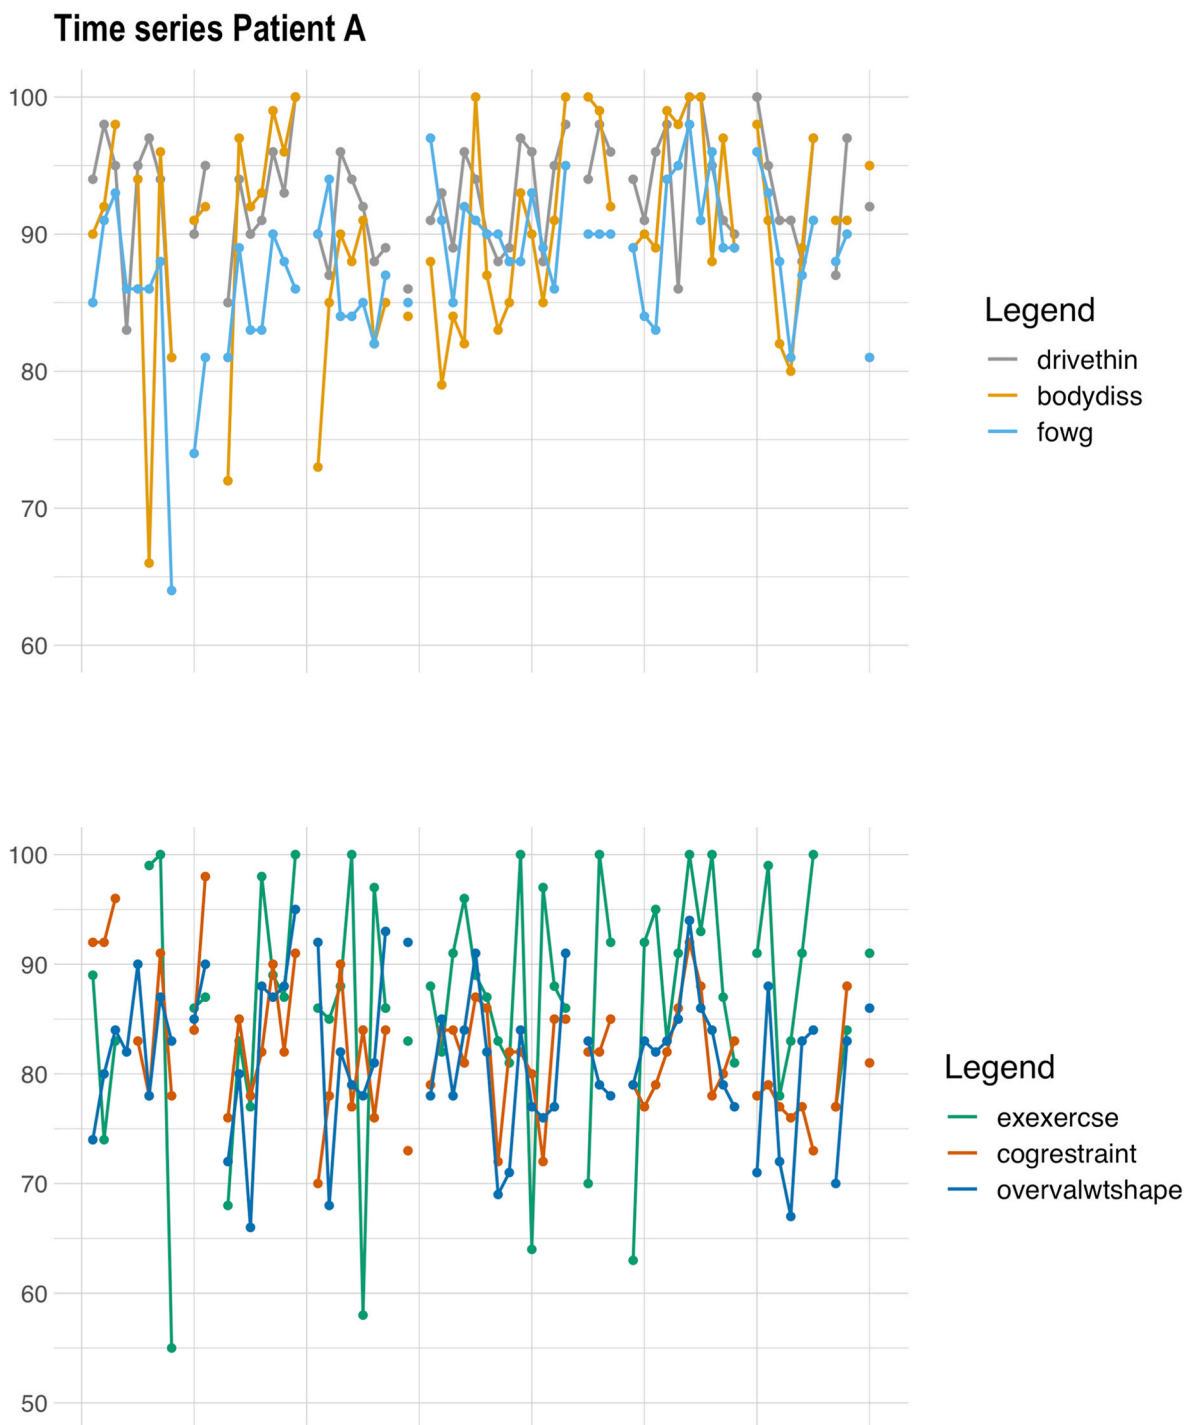 Time series Patient A
100
90
80
70
60
Legend
drivethin
bodydiss
fowg
100
90
80
70
60
50
Legend
exexercse
cogrestraint
overvalwtshape